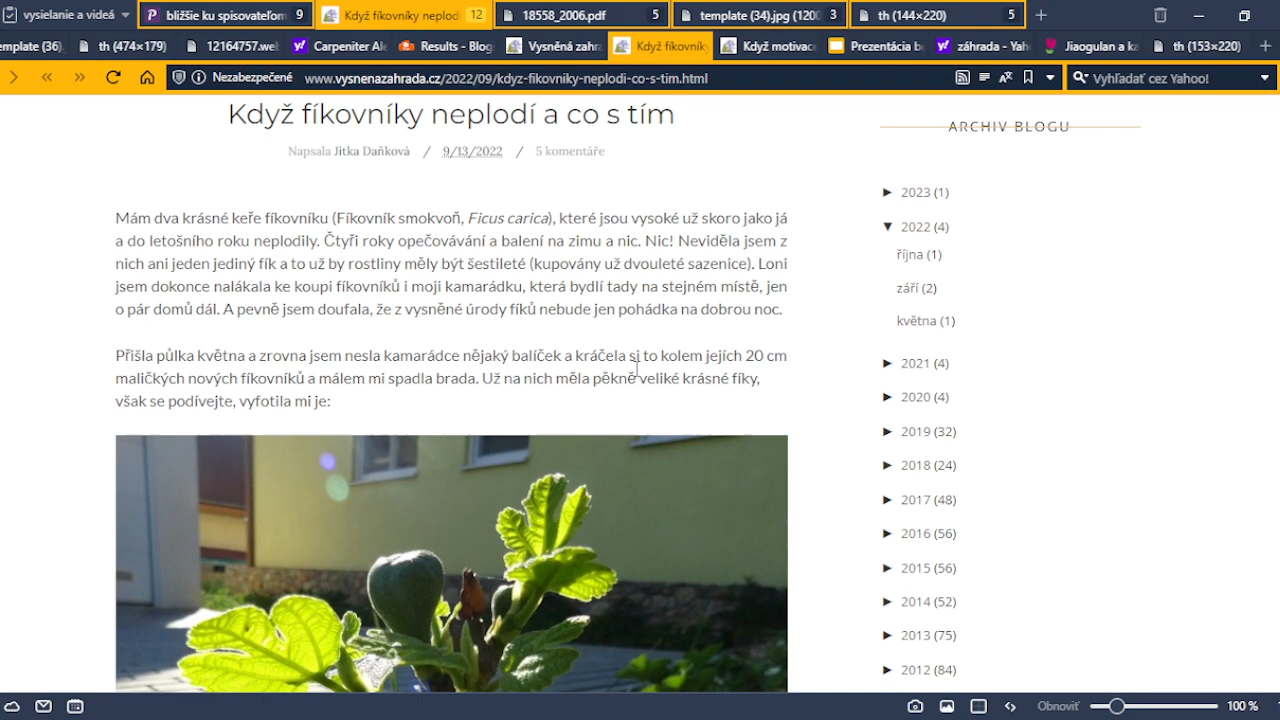 vysielanie a videá
bližšie ku spisovateľom 9
Když fíkovníky neplodí 12
18558_2006.pdf 5
template (34).jpg (120 3
th (144×220) 5
emplate (36).
th (474×179)
12164757.wel
Carpeniter Ale
Results - Blog
Vysněná zahra
Když fíkovníky
Když motivace
Prezentácia b
záhrada - Yah
Jiaogulan a ka
th (153×220)
Nezabezpečené www.vysnenazahrada.cz/2022/09/kdyz-fikovniky-neplodi-co-s-tim.html
Vyhľadať cez Yahoo!
Když fíkovníky neplodí a co s tím
Napsala Jitka Daňková / 9/13/2022 / 5 komentáře
Mám dva krásné keře fíkovníku (Fíkovník smokvoň, Ficus carica), které jsou vysoké už skoro jako já
a do letošního roku neplodily. Čtyři roky opečovávání a balení na zimu a nic. Nic! Neviděla jsem z
nich ani jeden jediný fík a to už by rostliny měly být šestileté (kupovány už dvouleté sazenice). Loni
jsem dokonce nalákala ke koupi fíkovníků i moji kamarádku, která bydlí tady na stejném místě, jen
o pár domů dál. A pevně jsem doufala, že z vysněné úrody fíků nebude jen pohádka na dobrou noc.
Přišla půlka května a zrovna jsem nesla kamarádce nějaký balíček a kráčela si to kolem jejích 20 cm
maličkých nových fíkovníků a málem mi spadla brada. Už na nich měla pěkně veliké krásné fíky,
však se podívejte, vyfotila mi je:
ARCHIV BLOGU
► 2023 (1)
▼ 2022 (4)
října (1)
září (2)
května (1)
► 2021 (4)
► 2020 (4)
► 2019 (32)
► 2018 (24)
► 2017 (48)
► 2016 (56)
► 2015 (56)
► 2014 (52)
► 2013 (75)
► 2012 (84)
Obnoviť 100 %